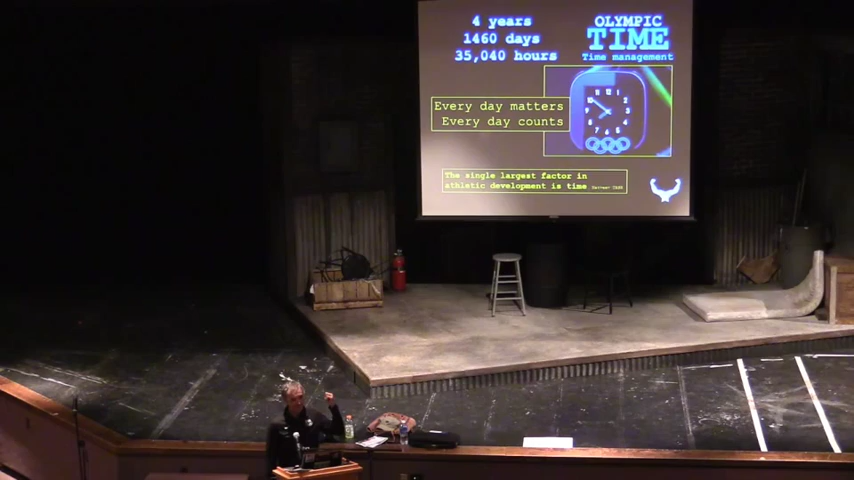 4 years
1460 days
35,040 hours
OLYMPIC
TIME
Time management
Every day matters
Every day counts
The single largest factor in
athletic development is time